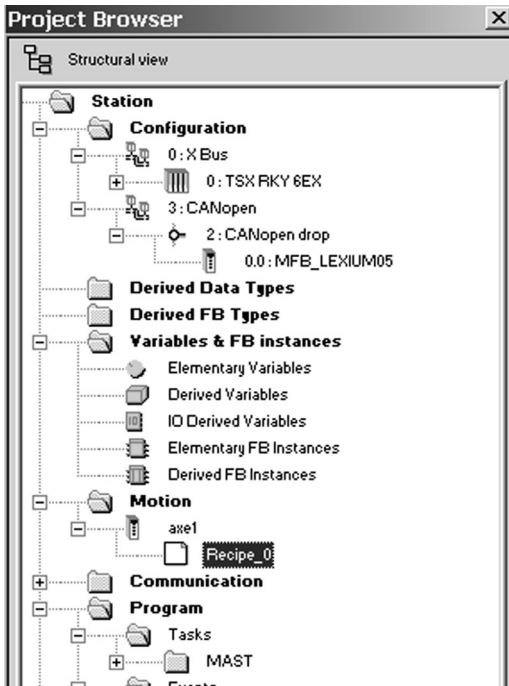 Project Browser
Structural view
Station
Configuration
0 : X Bus
0 : TSX RKY 6EX
3 : CANopen
2 : CANopen drop
0.0 : MFB_LEXIUM05
Derived Data Types
Derived FB Types
Variables & FB instances
Elementary Variables
Derived Variables
IO Derived Variables
Elementary FB Instances
Derived FB Instances
Motion
axe1
Recipe_0
Communication
Program
Tasks
MAST
Events